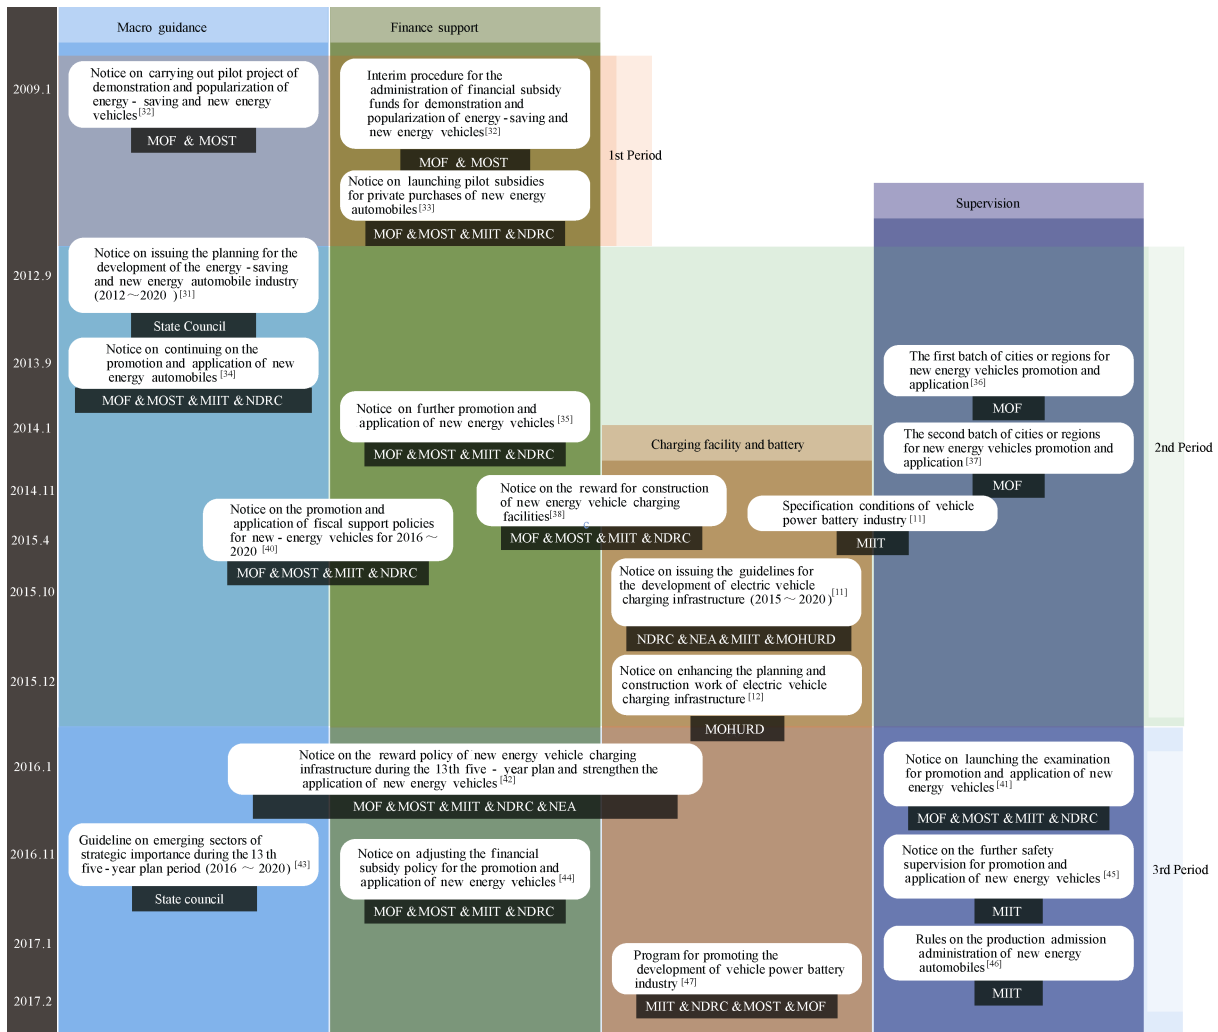 Macro guidance
Finance support
2009.1
Notice on carrying out pilot project of
demonstration and popularization of
energy - saving and new energy
vehicles[32]
MOF & MOST
Interim procedure for the
administration of financial subsidy
funds for demonstration and
popularization of energy - saving and
new energy vehicles[32]
MOF & MOST
Notice on launching pilot subsidies
for private purchases of new energy
automobiles[33]
MOF & MOST & MIIT & NDRC
1st Period
Supervision
2012.9
Notice on issuing the planning for the
development of the energy - saving
and new energy automobile industry
(2012～2020 )[31]
State Council
2013.9
Notice on continuing on the
promotion and application of new
energy automobiles [34]
MOF & MOST & MIIT & NDRC
The first batch of cities or regions for
new energy vehicles promotion and
application[36]
MOF
2014.1
Notice on further promotion and
application of new energy vehicles [35]
MOF & MOST & MIIT & NDRC
Charging facility and battery
The second batch of cities or regions
for new energy vehicles promotion and
application [37]
MOF
2nd Period
2014.11
Notice on the reward for construction
of new energy vehicle charging
facilities[38]
c
MOF & MOST & MIIT & NDRC
Specification conditions of vehicle
power battery industry [11]
MIIT
2015.4
Notice on the promotion and
application of fiscal support policies
for new - energy vehicles for 2016～
2020 [40]
MOF & MOST & MIIT & NDRC
2015.10
Notice on issuing the guidelines for
the development of electric vehicle
charging infrastructure (2015～2020)[11]
NDRC & NEA & MIIT & MOHURD
2015.12
Notice on enhancing the planning and
construction work of electric vehicle
charging infrastructure [12]
MOHURD
2016.1
Notice on the reward policy of new energy vehicle charging
infrastructure during the 13th five - year plan and strengthen the
application of new energy vehicles [42]
MOF & MOST & MIIT & NDRC & NEA
Notice on launching the examination
for promotion and application of new
energy vehicles [41]
MOF & MOST & MIIT & NDRC
2016.11
Guideline on emerging sectors of
strategic importance during the 13 th
five - year plan period (2016 ～ 2020) [43]
State council
Notice on adjusting the financial
subsidy policy for the promotion and
application of new energy vehicles [44]
MOF & MOST & MIIT & NDRC
Notice on the further safety
supervision for promotion and
application of new energy vehicles [45]
MIIT
3rd Period
2017.1
Rules on the production admission
administration of new energy
automobiles[46]
MIIT
2017.2
Program for promoting the
development of vehicle power battery
industry [47]
MIIT & NDRC & MOST & MOF